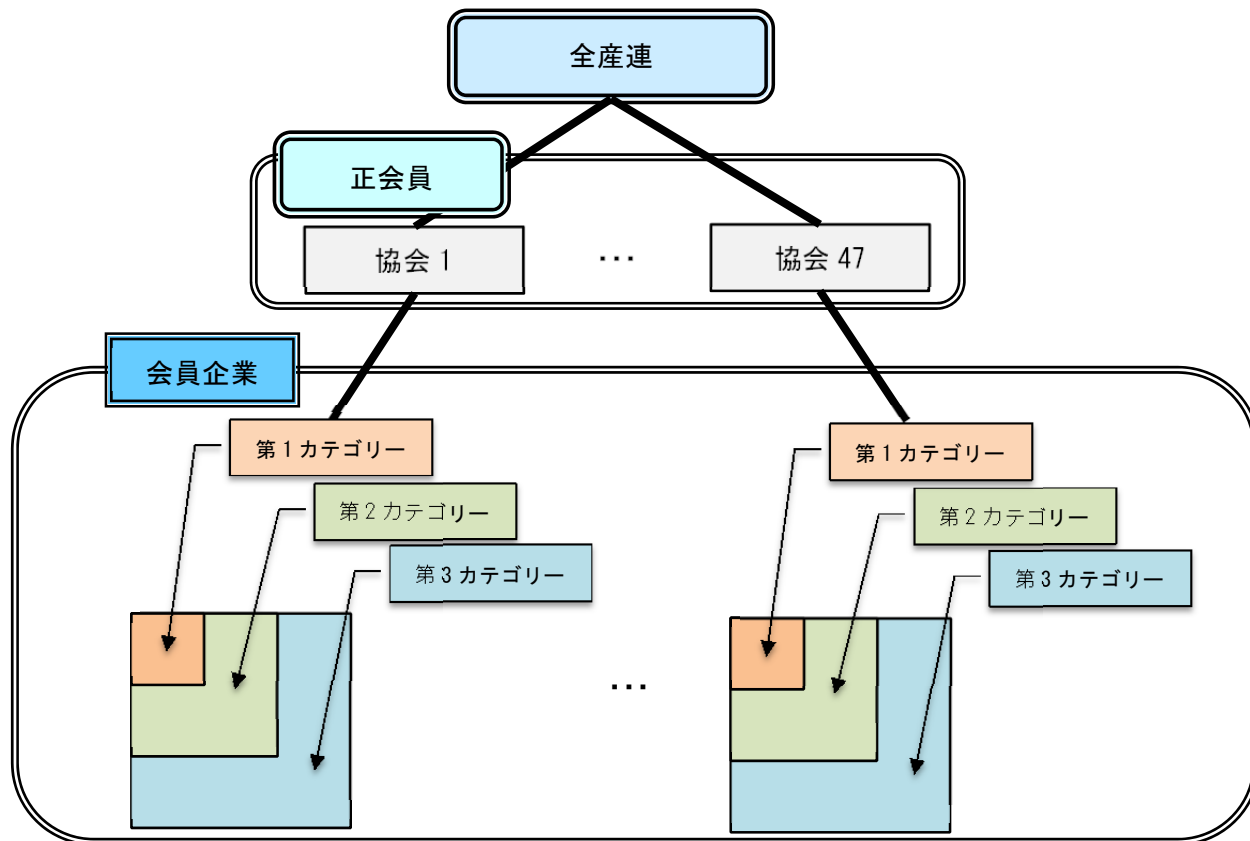 全産連
正会員
協会 1
…
協会 47
会員企業
第1カテゴリー
第2カテゴリー
第3カテゴリー
第1カテゴリー
第2カテゴリー
第3カテゴリー
…